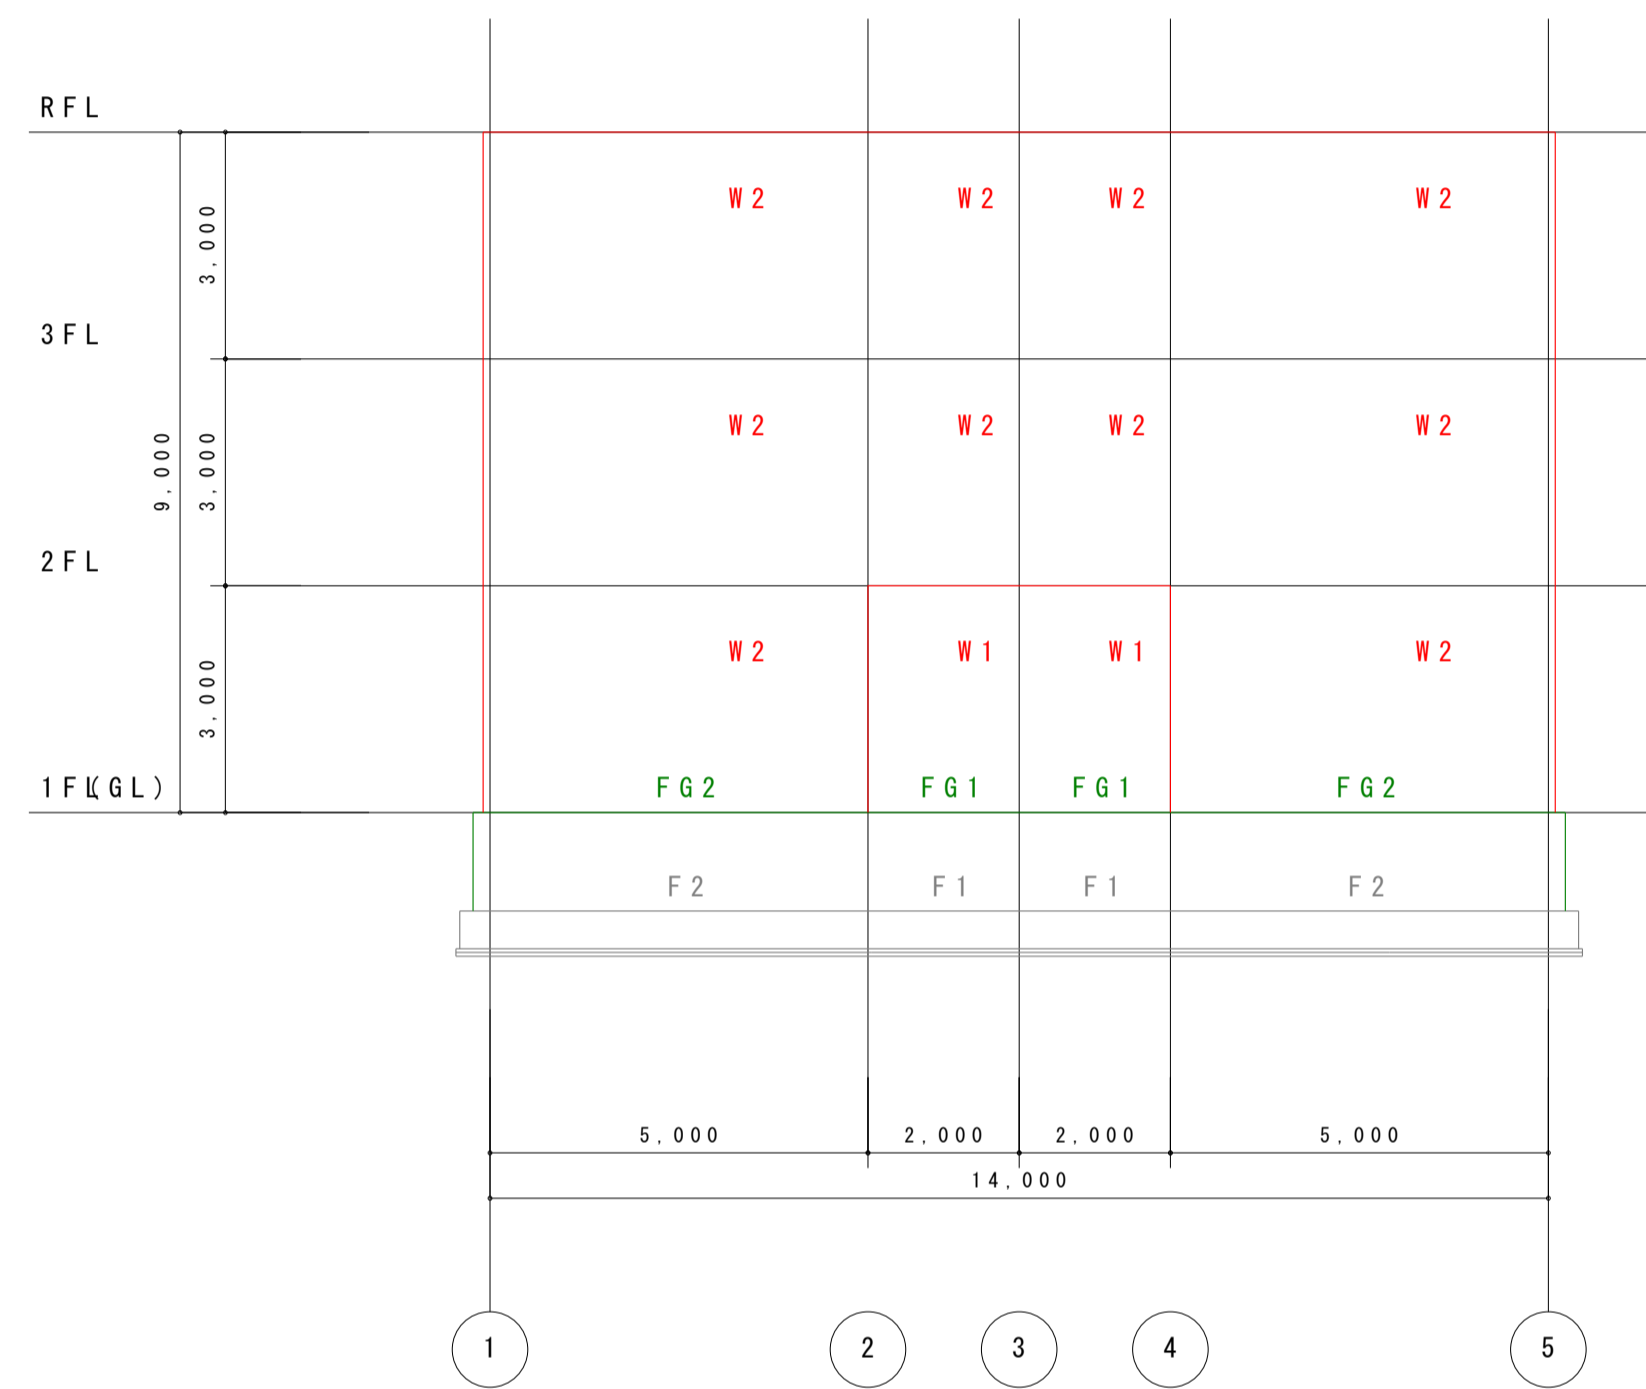 RFL
W2 W2 W2 W2
3,000
3FL
W2 W2 W2 W2
9,000 3,000
2FL
W2 W1 W1 W2
3,000
1FL(GL) FG2 FG1 FG1 FG2
F2 F1 F1 F2
5,000 2,000 2,000 5,000
14,000
1 2 3 4 5